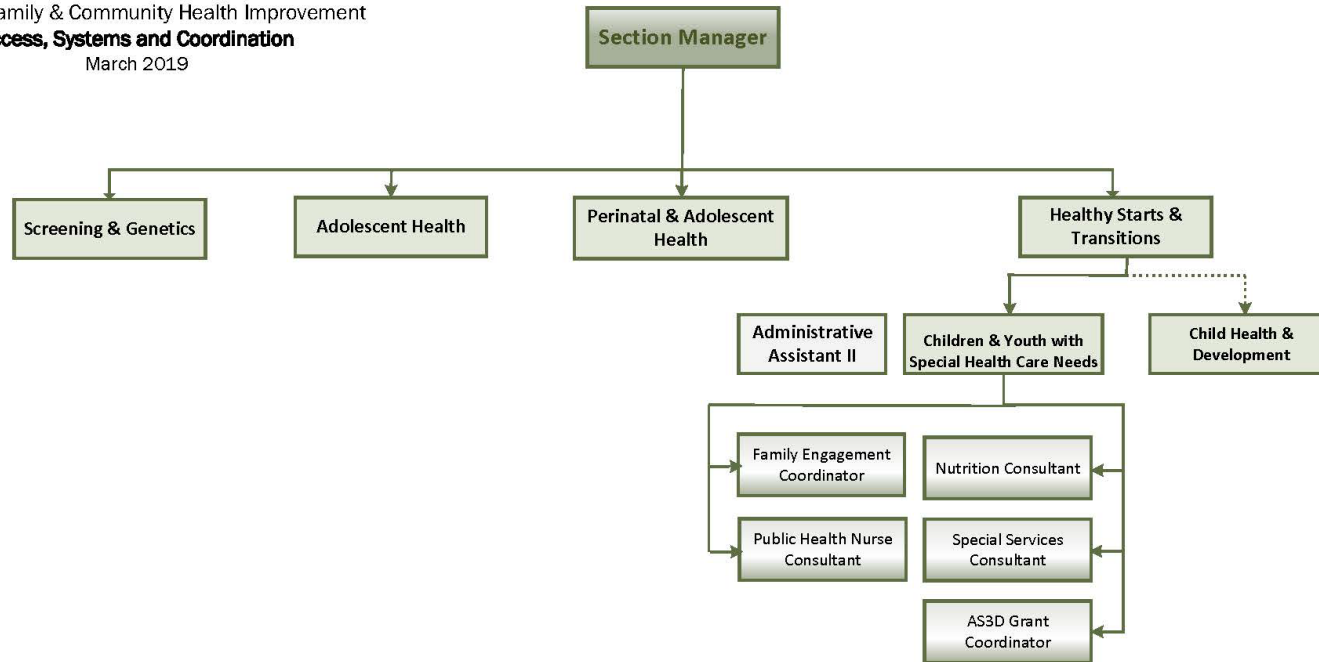 amily & Community Health Improvement
ccess, Systems and Coordination
March 2019
Section Manager
Screening & Genetics
Adolescent Health
Perinatal & Adolescent
Health
Healthy Starts &
Transitions
Administrative
Assistant II
Children & Youth with
Special Health Care Needs
Child Health &
Development
Family Engagement
Coordinator
Nutrition Consultant
Public Health Nurse
Consultant
Special Services
Consultant
AS3D Grant
Coordinator